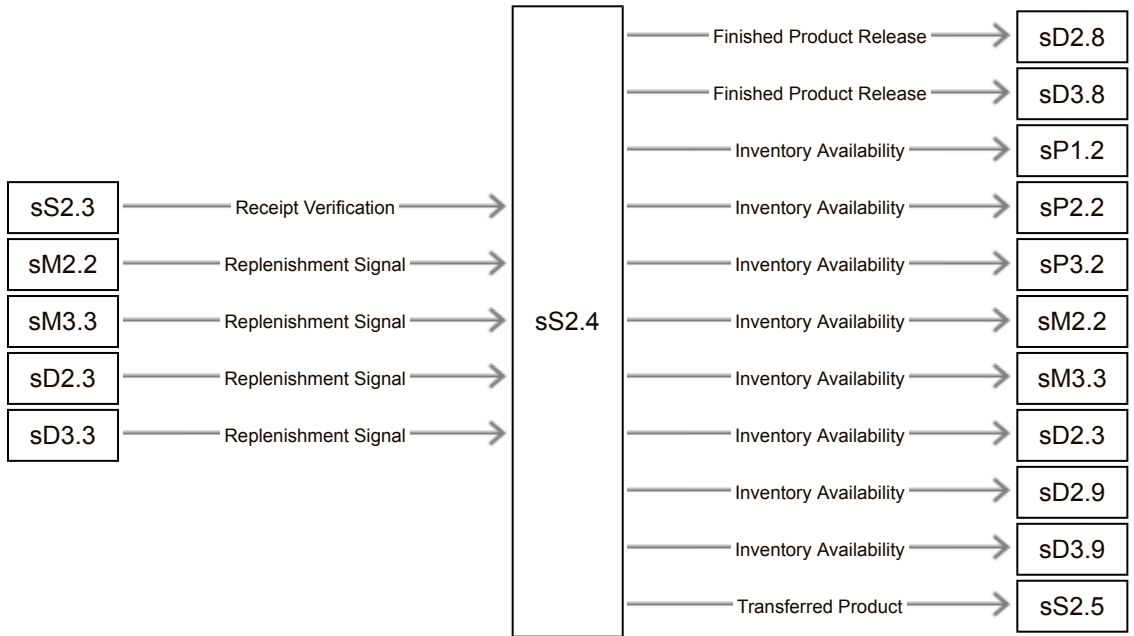 sS2.3
Receipt Verification
sM2.2
Replenishment Signal
sM3.3
Replenishment Signal
sD2.3
Replenishment Signal
sD3.3
Replenishment Signal
sS2.4
Finished Product Release
sD2.8
Finished Product Release
sD3.8
Inventory Availability
sP1.2
Inventory Availability
sP2.2
Inventory Availability
sP3.2
Inventory Availability
sM2.2
Inventory Availability
sM3.3
Inventory Availability
sD2.3
Inventory Availability
sD2.9
Inventory Availability
sD3.9
Transferred Product
sS2.5